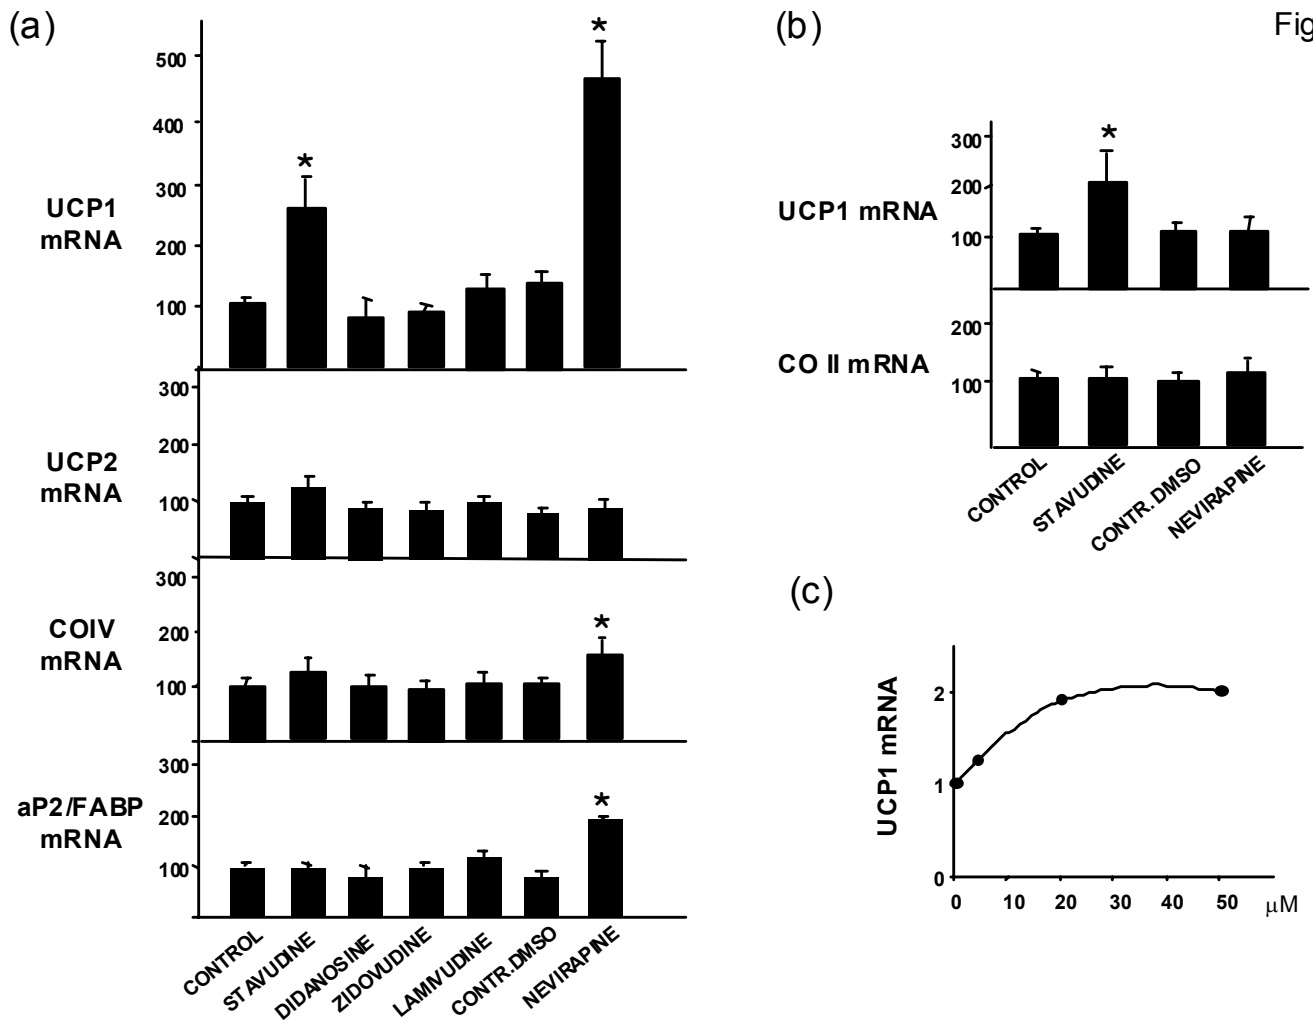 (a)
500
400
300
200
100
UCP1
mRNA
*
*
300
200
100
UCP2
mRNA
300
200
100
COIV
mRNA
*
300
200
100
aP2/FABP
mRNA
*
CONTROL
STAVUDINE
DIDANOSINE
ZIDOVUDINE
LAMIVUDINE
CONTR.DMSO
NEVIRAPINE
(b)
Fig
300
200
100
UCP1 mRNA
*
200
100
CO II mRNA
CONTROL
STAVUDINE
CONTR.DMSO
NEVIRAPINE
(c)
UCP1 mRNA
2
1
0
0 10 20 30 40 50 μM